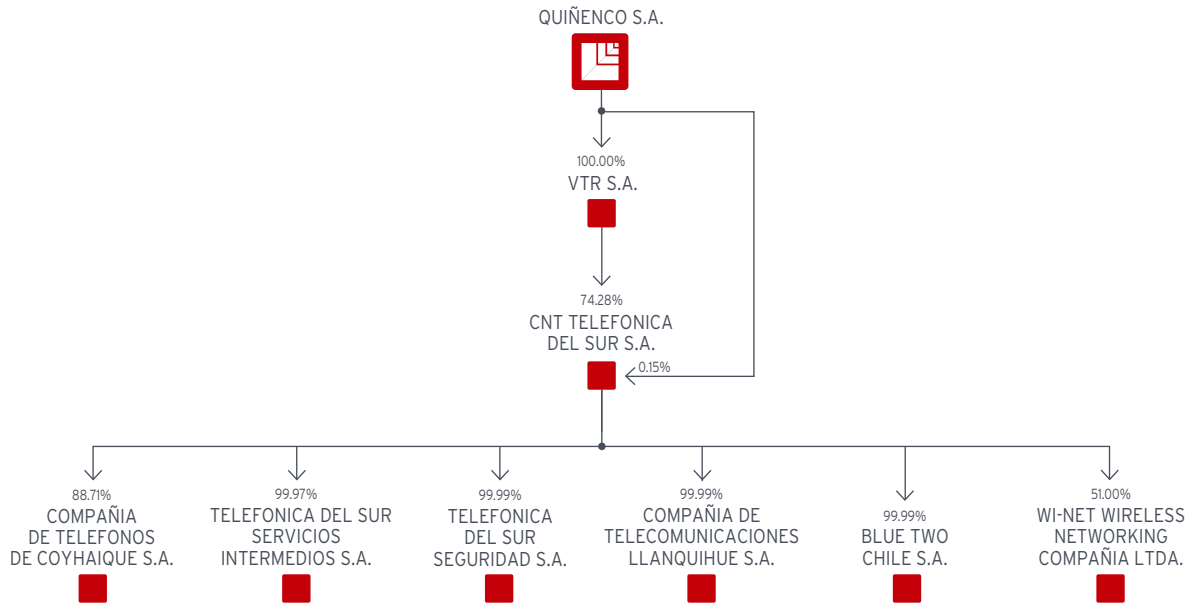 QUIÑENCO S.A.
100.00%
VTR S.A.
74.28%
CNT TELEFONICA
DEL SUR S.A.
0.15%
88.71%
COMPAÑIA
DE TELEFONOS
DE COYHAIQUE S.A.
99.97%
TELEFONICA DEL SUR
SERVICIOS
INTERMEDIOS S.A.
99.99%
TELEFONICA
DEL SUR
SEGURIDAD S.A.
99.99%
COMPAÑIA DE
TELECOMUNICACIONES
LLANQUIHUE S.A.
99.99%
BLUE TWO
CHILE S.A.
51.00%
WI-NET WIRELESS
NETWORKING
COMPAÑIA LTDA.